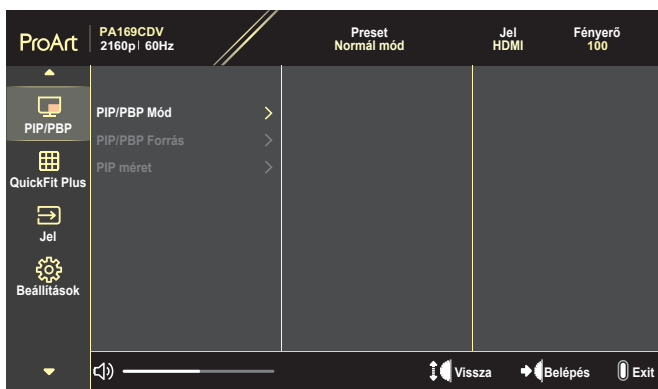 ProArt
PA169CDV
2160p 60Hz
Preset
Normál mód
Jel
HDMI
Fényerő
100
PIP/PBP
QuickFit Plus
Jel
Beállítások
PIP/PBP Mód
PIP/PBP Forrás
PIP méret
Vissza
Belépés
Exit